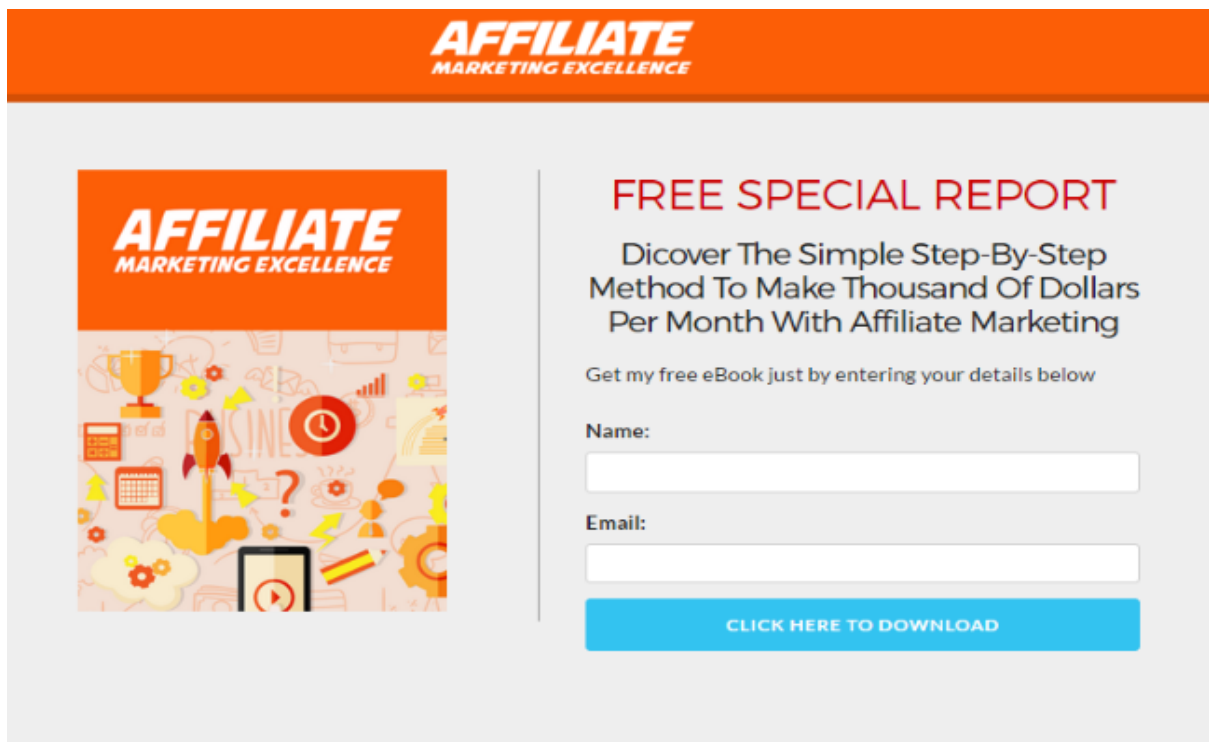 AFFILIATE
MARKETING EXCELLENCE
AFFILIATE
MARKETING EXCELLENCE
BUSINE
FREE SPECIAL REPORT
Dicover The Simple Step-By-Step
Method To Make Thousand Of Dollars
Per Month With Affiliate Marketing
Get my free eBook just by entering your details below
Name:
Email:
CLICK HERE TO DOWNLOAD